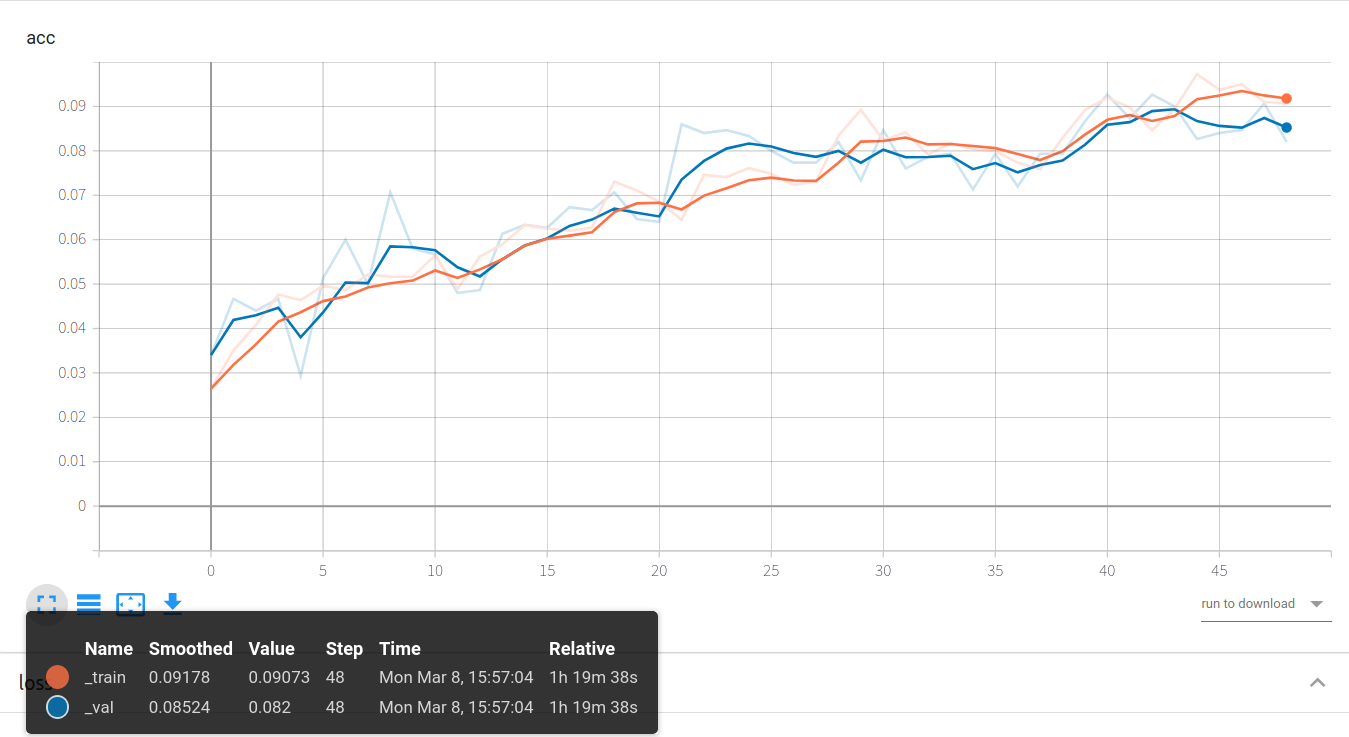 acc
0.09
0.08
0.07
0.06
0.05
0.04
0.03
0.02
0.01
0
0 5 10 15 20 25 30 35 40 45
run to download
Name Smoothed Value Step Time Relative
_train 0.09178 0.09073 48 Mon Mar 8, 15:57:04 1h 19m 38s
loss
_val 0.08524 0.082 48 Mon Mar 8, 15:57:04 1h 19m 38s